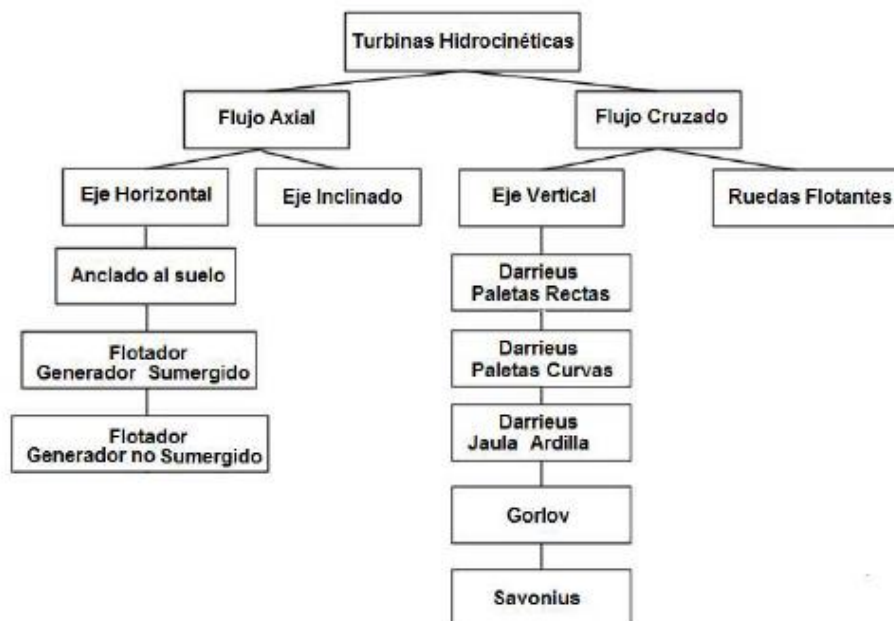 Turbinas Hidrocinéticas
Flujo Axial
Flujo Cruzado
Eje Horizontal
Eje Inclinado
Eje Vertical
Ruedas Flotantes
Anclado al suelo
Flotador
Generador Sumergido
Flotador
Generador no Sumergido
Darrieus
Paletas Rectas
Darrieus
Paletas Curvas
Darrieus
Jaula Ardilla
Gorlov
Savonius